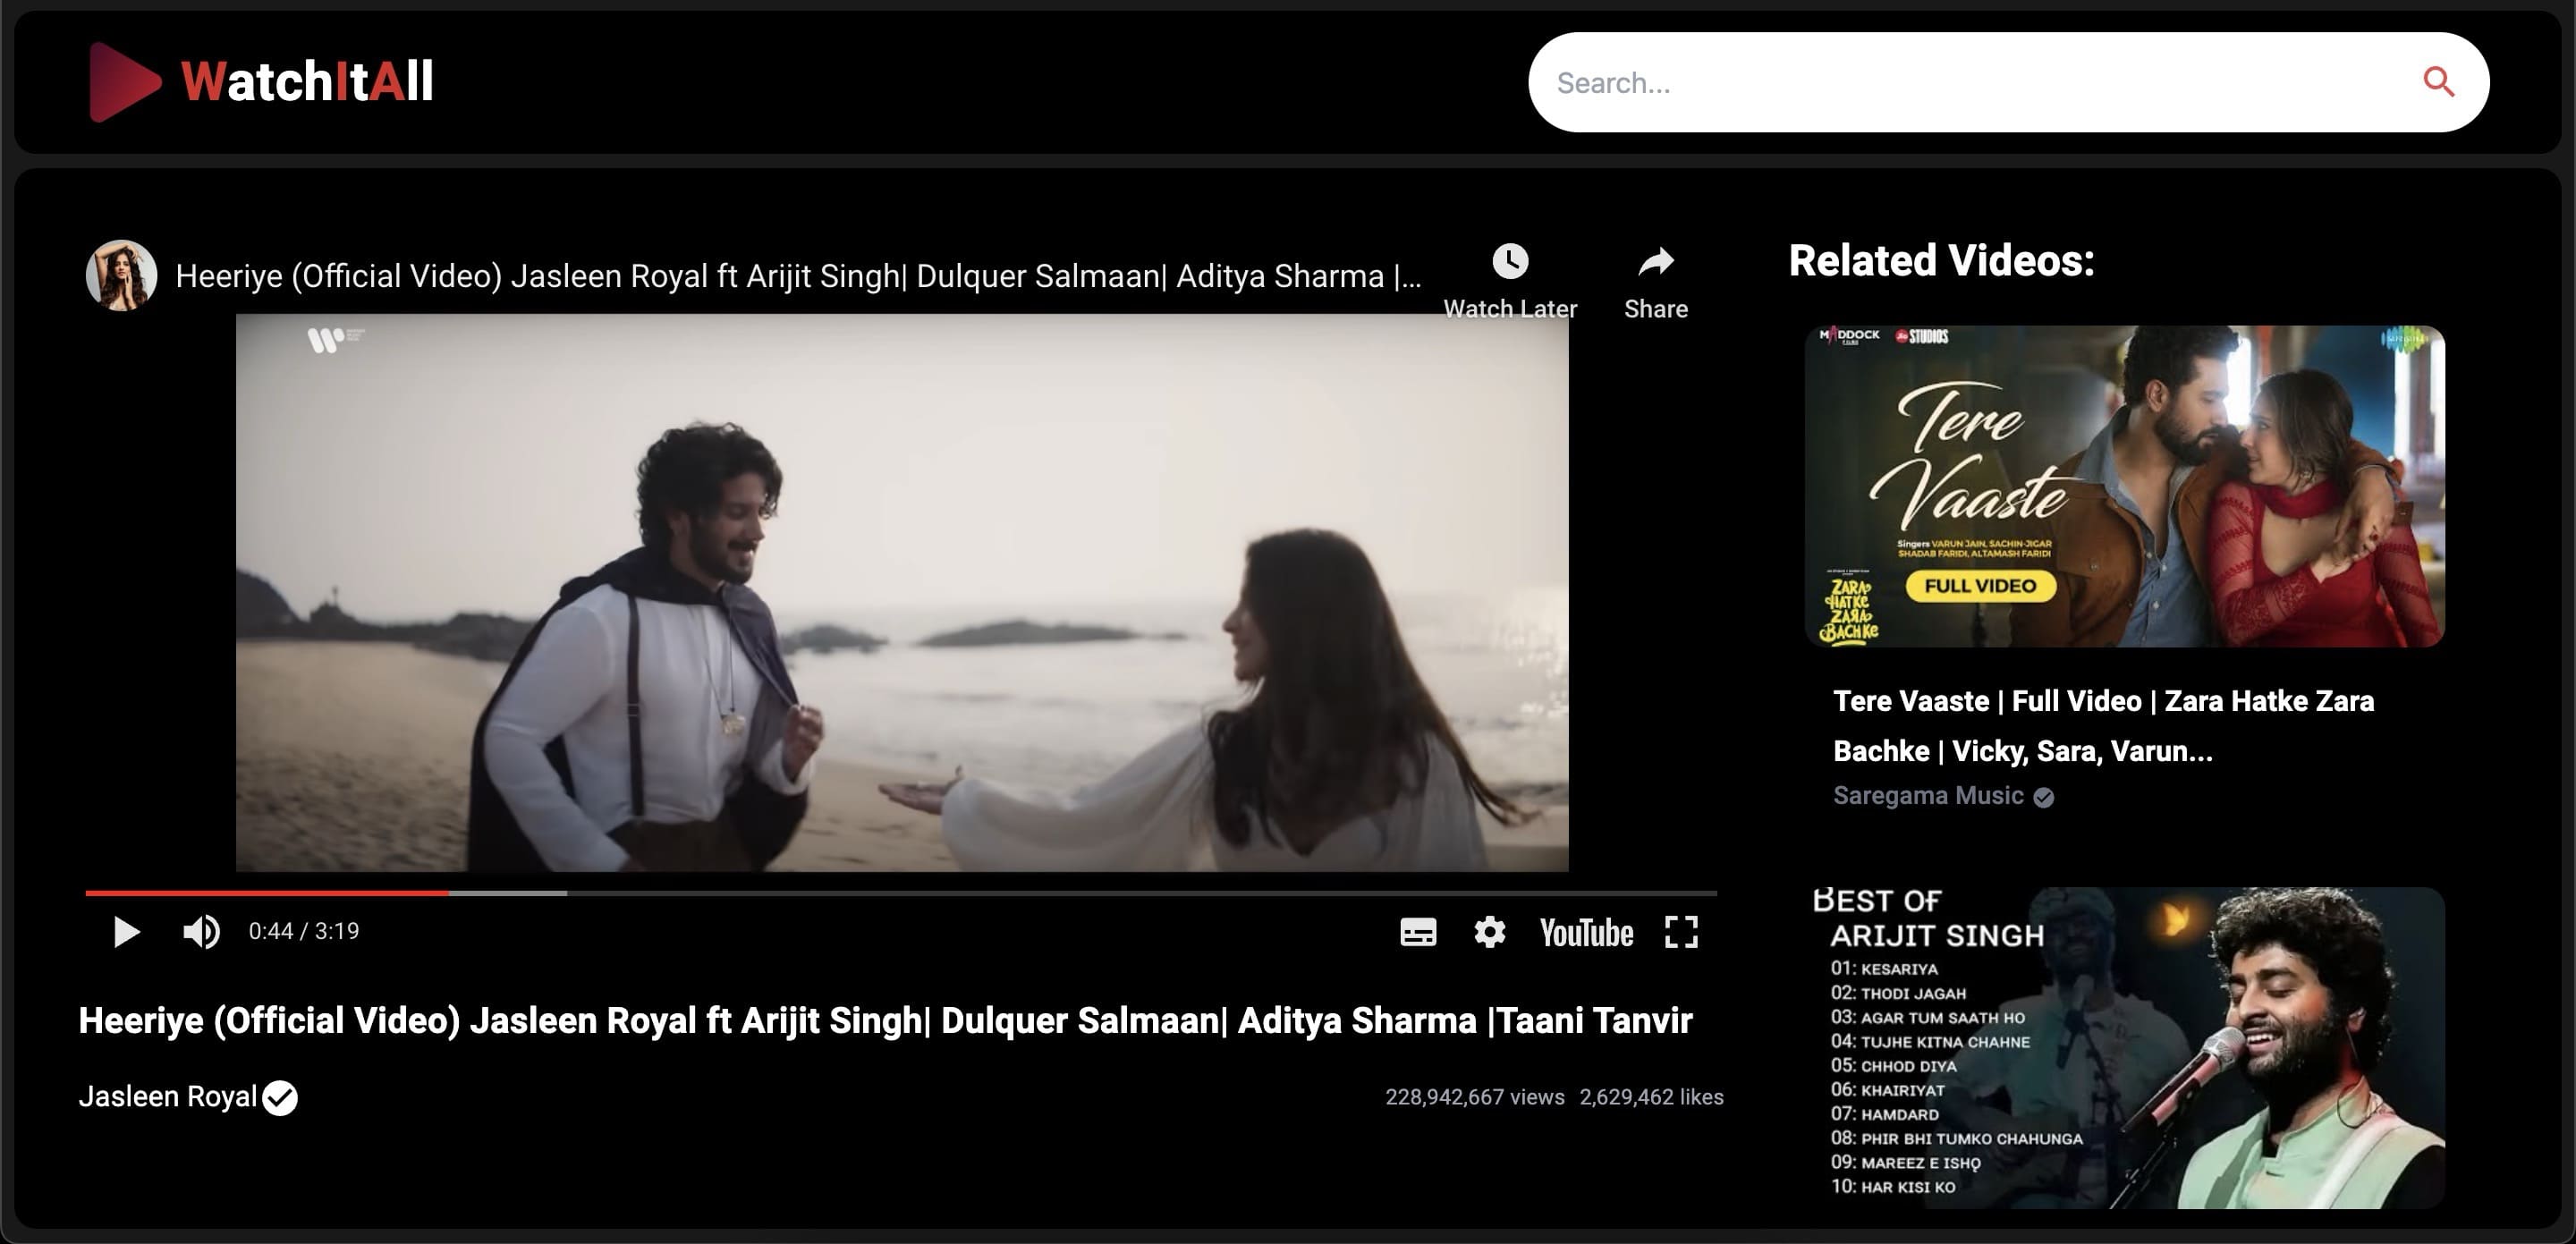 WatchItAll
Search...
Heeriye (Official Video) Jasleen Royal ft Arijit Singh| Dulquer Salmaan| Aditya Sharma |...
Watch Later
Share
0:44 / 3:19
YouTube
Heeriye (Official Video) Jasleen Royal ft Arijit Singh| Dulquer Salmaan| Aditya Sharma |Taani Tanvir
Jasleen Royal
228,942,667 views 2,629,462 likes
Related Videos:
MADDOCK
FILMS
Jio STUDIOS
Tere
Vaaste
Singers VARUN JAIN, SACHIN-JIGAR
SHADAB FARIDI, ALTAMASH FARIDI
FULL VIDEO
ZARA
HATKE
ZARA
BACHKE
Tere Vaaste | Full Video | Zara Hatke Zara
Bachke | Vicky, Sara, Varun...
Saregama Music
BEST OF
ARIJIT SINGH
01: KESARIYA
02: THODI JAGAH
03: AGAR TUM SAATH HO
04: TUJHE KITNA CHAHNE
05: CHHOD DIYA
06: KHAIRIYAT
07: HAMDARD
08: PHIR BHI TUMKO CHAHUNGA
09: MAREEZ E ISHQ
10: HAR KISI KO